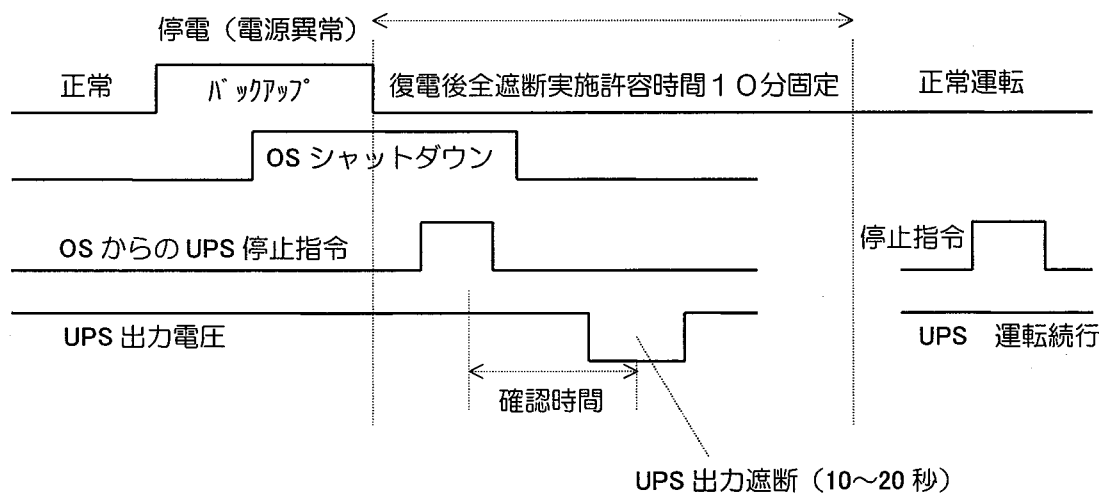 停電（電源異常）
正常
バックアップ
復電後全遮断実施許容時間１０分固定
正常運転
OS シャットダウン
OS からの UPS 停止指令
停止指令
UPS 出力電圧
UPS 運転続行
確認時間
UPS 出力遮断（10～20 秒）